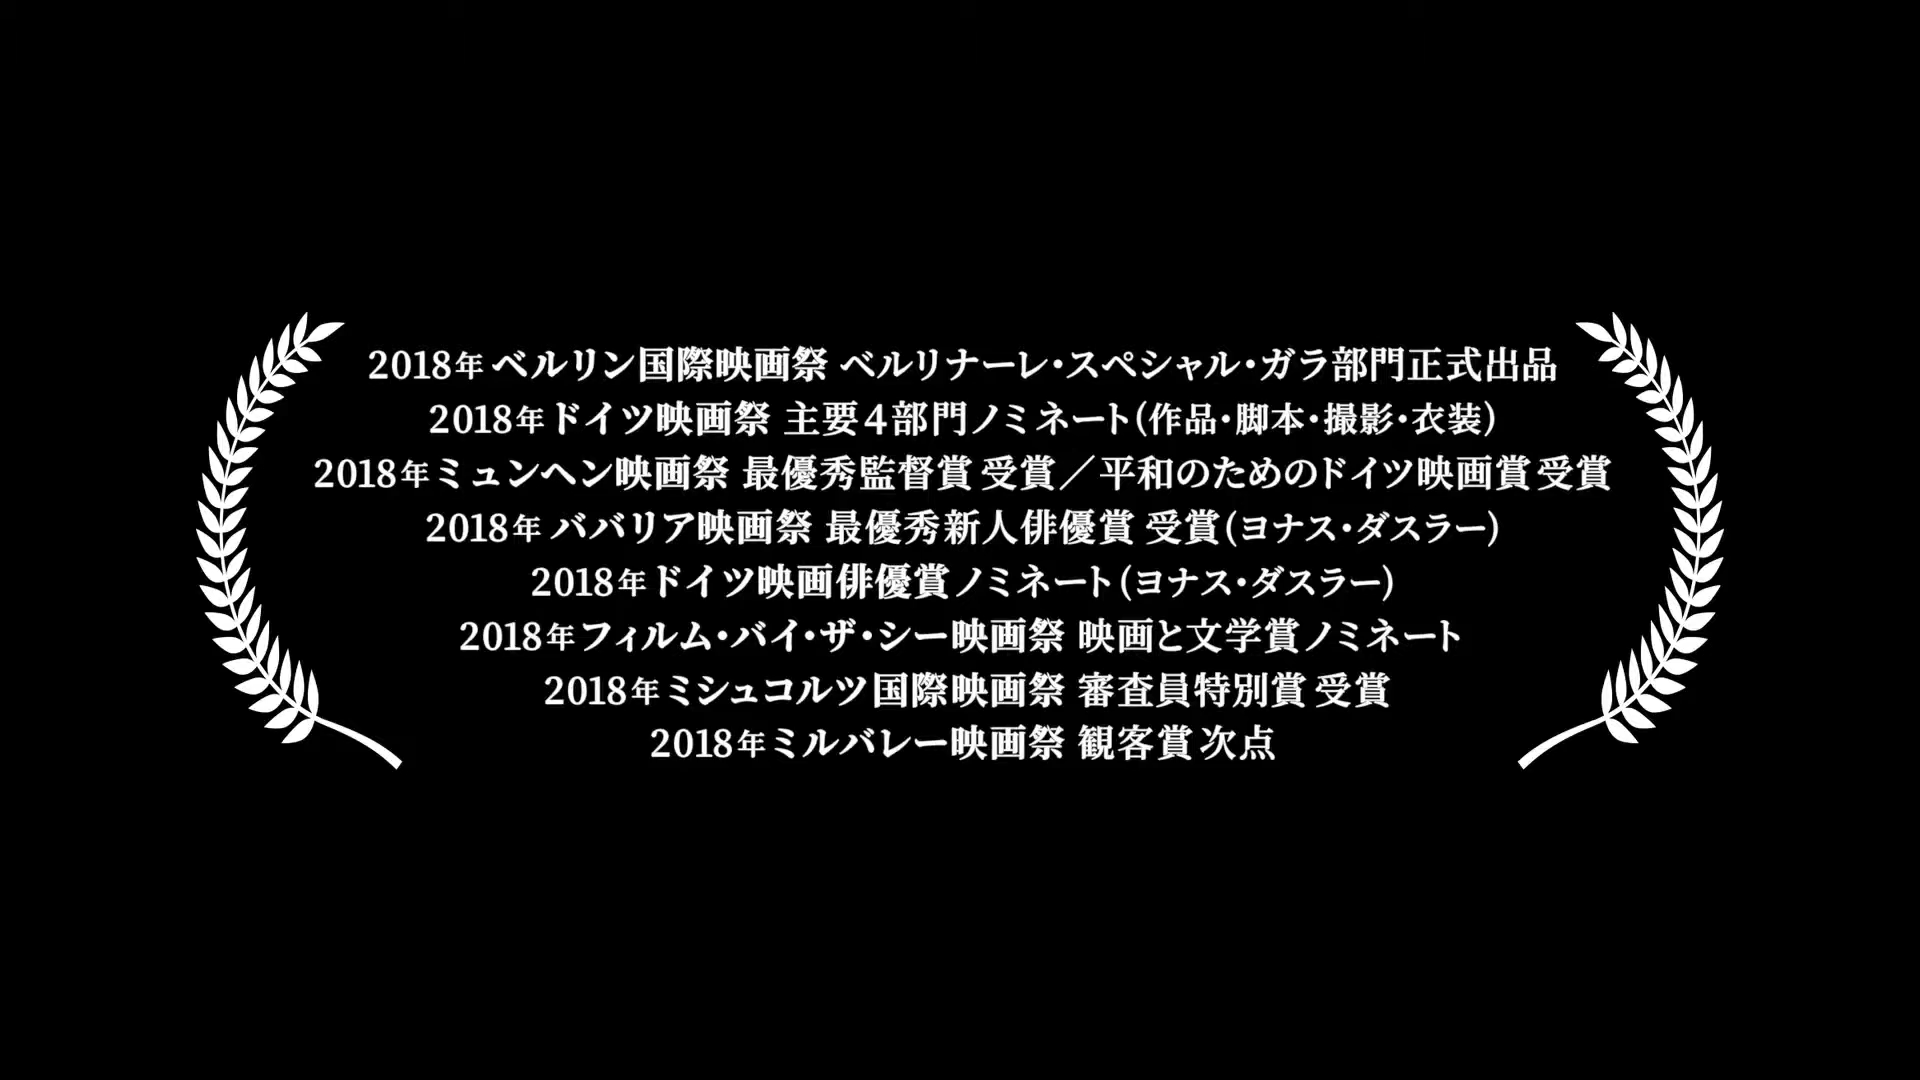 2018年 ベルリン国際映画祭 ベルリナーレ・スペシャル・ガラ部門正式出品
2018年 ドイツ映画祭 主要4部門ノミネート(作品・脚本・撮影・衣装)
2018年 ミュンヘン映画祭 最優秀監督賞 受賞／平和のためのドイツ映画賞 受賞
2018年 ババリア映画祭 最優秀新人俳優賞 受賞(ヨナス・ダスラー)
2018年 ドイツ映画俳優賞 ノミネート(ヨナス・ダスラー)
2018年 フィルム・バイ・ザ・シー映画祭 映画と文学賞 ノミネート
2018年 ミシュコルツ国際映画祭 審査員特別賞 受賞
2018年 ミルバレー映画祭 観客賞 次点